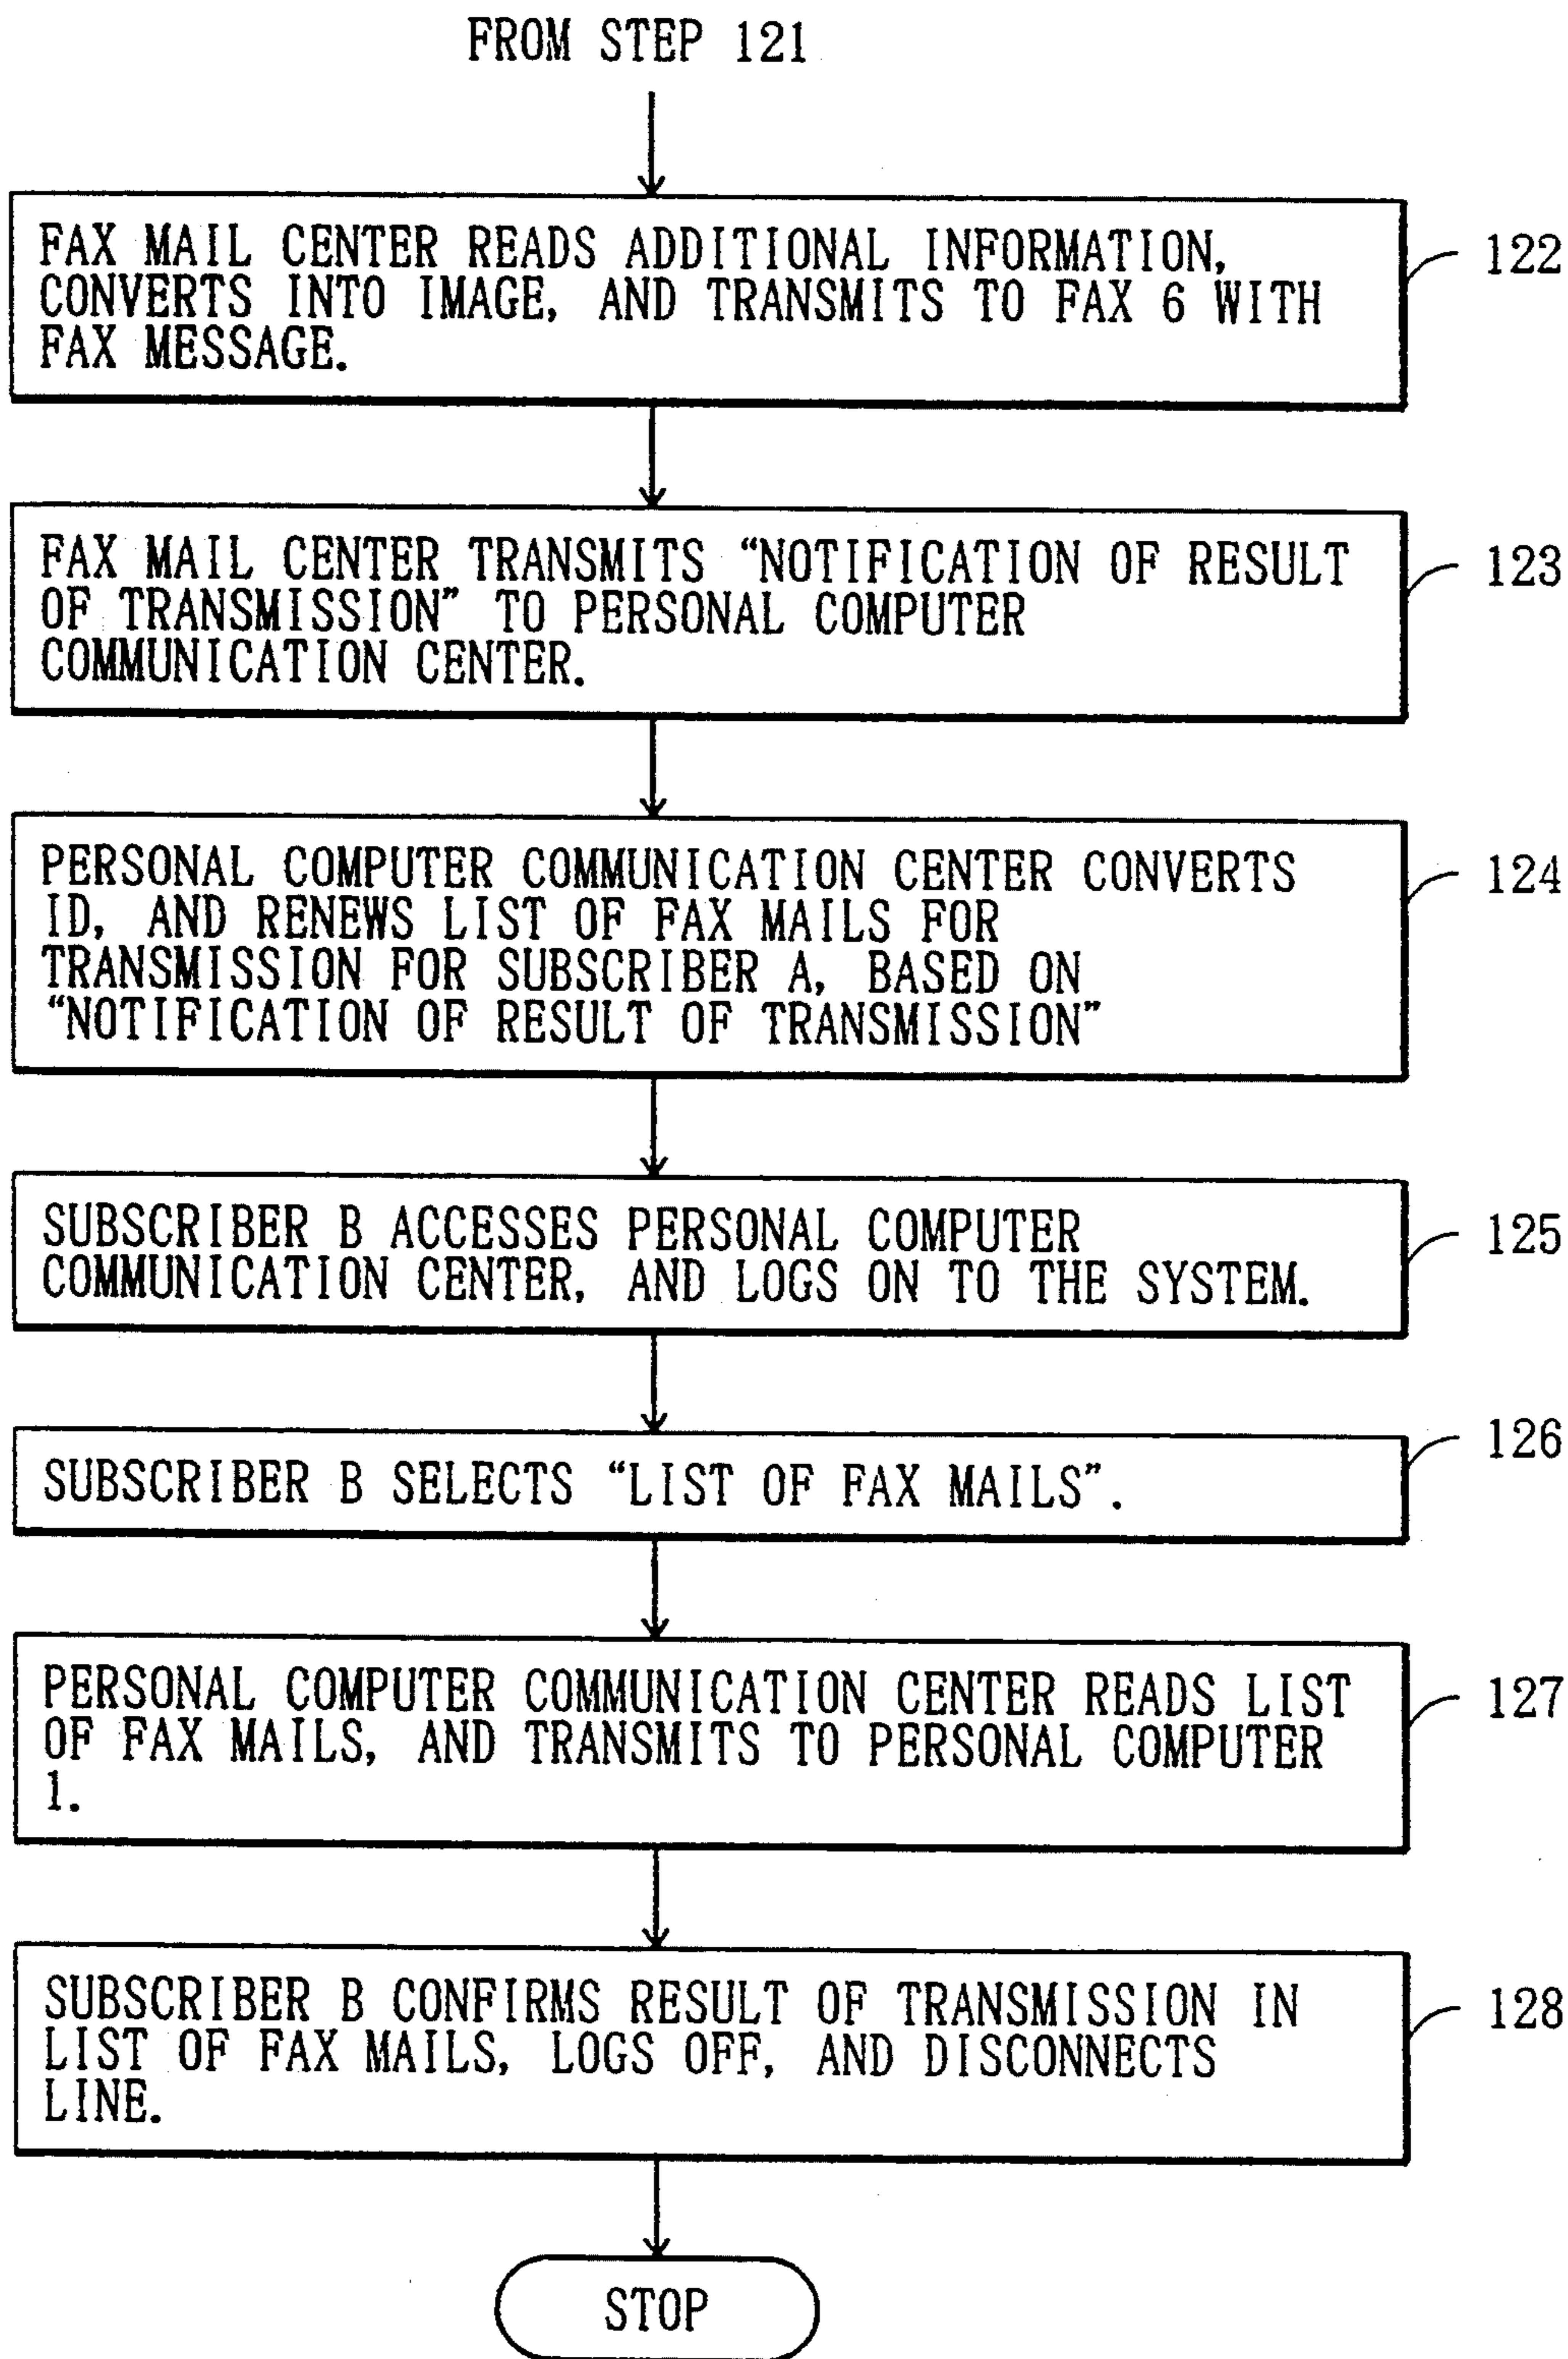 FROM STEP 121
FAX MAIL CENTER READS ADDITIONAL INFORMATION,
CONVERTS INTO IMAGE, AND TRANSMITS TO FAX 6 WITH
FAX MESSAGE.
122
FAX MAIL CENTER TRANSMITS “NOTIFICATION OF RESULT
OF TRANSMISSION” TO PERSONAL COMPUTER
COMMUNICATION CENTER.
123
PERSONAL COMPUTER COMMUNICATION CENTER CONVERTS
ID, AND RENEWS LIST OF FAX MAILS FOR
TRANSMISSION FOR SUBSCRIBER A, BASED ON
“NOTIFICATION OF RESULT OF TRANSMISSION”
124
SUBSCRIBER B ACCESSES PERSONAL COMPUTER
COMMUNICATION CENTER, AND LOGS ON TO THE SYSTEM.
125
SUBSCRIBER B SELECTS “LIST OF FAX MAILS”.
126
PERSONAL COMPUTER COMMUNICATION CENTER READS LIST
OF FAX MAILS, AND TRANSMITS TO PERSONAL COMPUTER
1.
127
SUBSCRIBER B CONFIRMS RESULT OF TRANSMISSION IN
LIST OF FAX MAILS, LOGS OFF, AND DISCONNECTS
LINE.
128
STOP